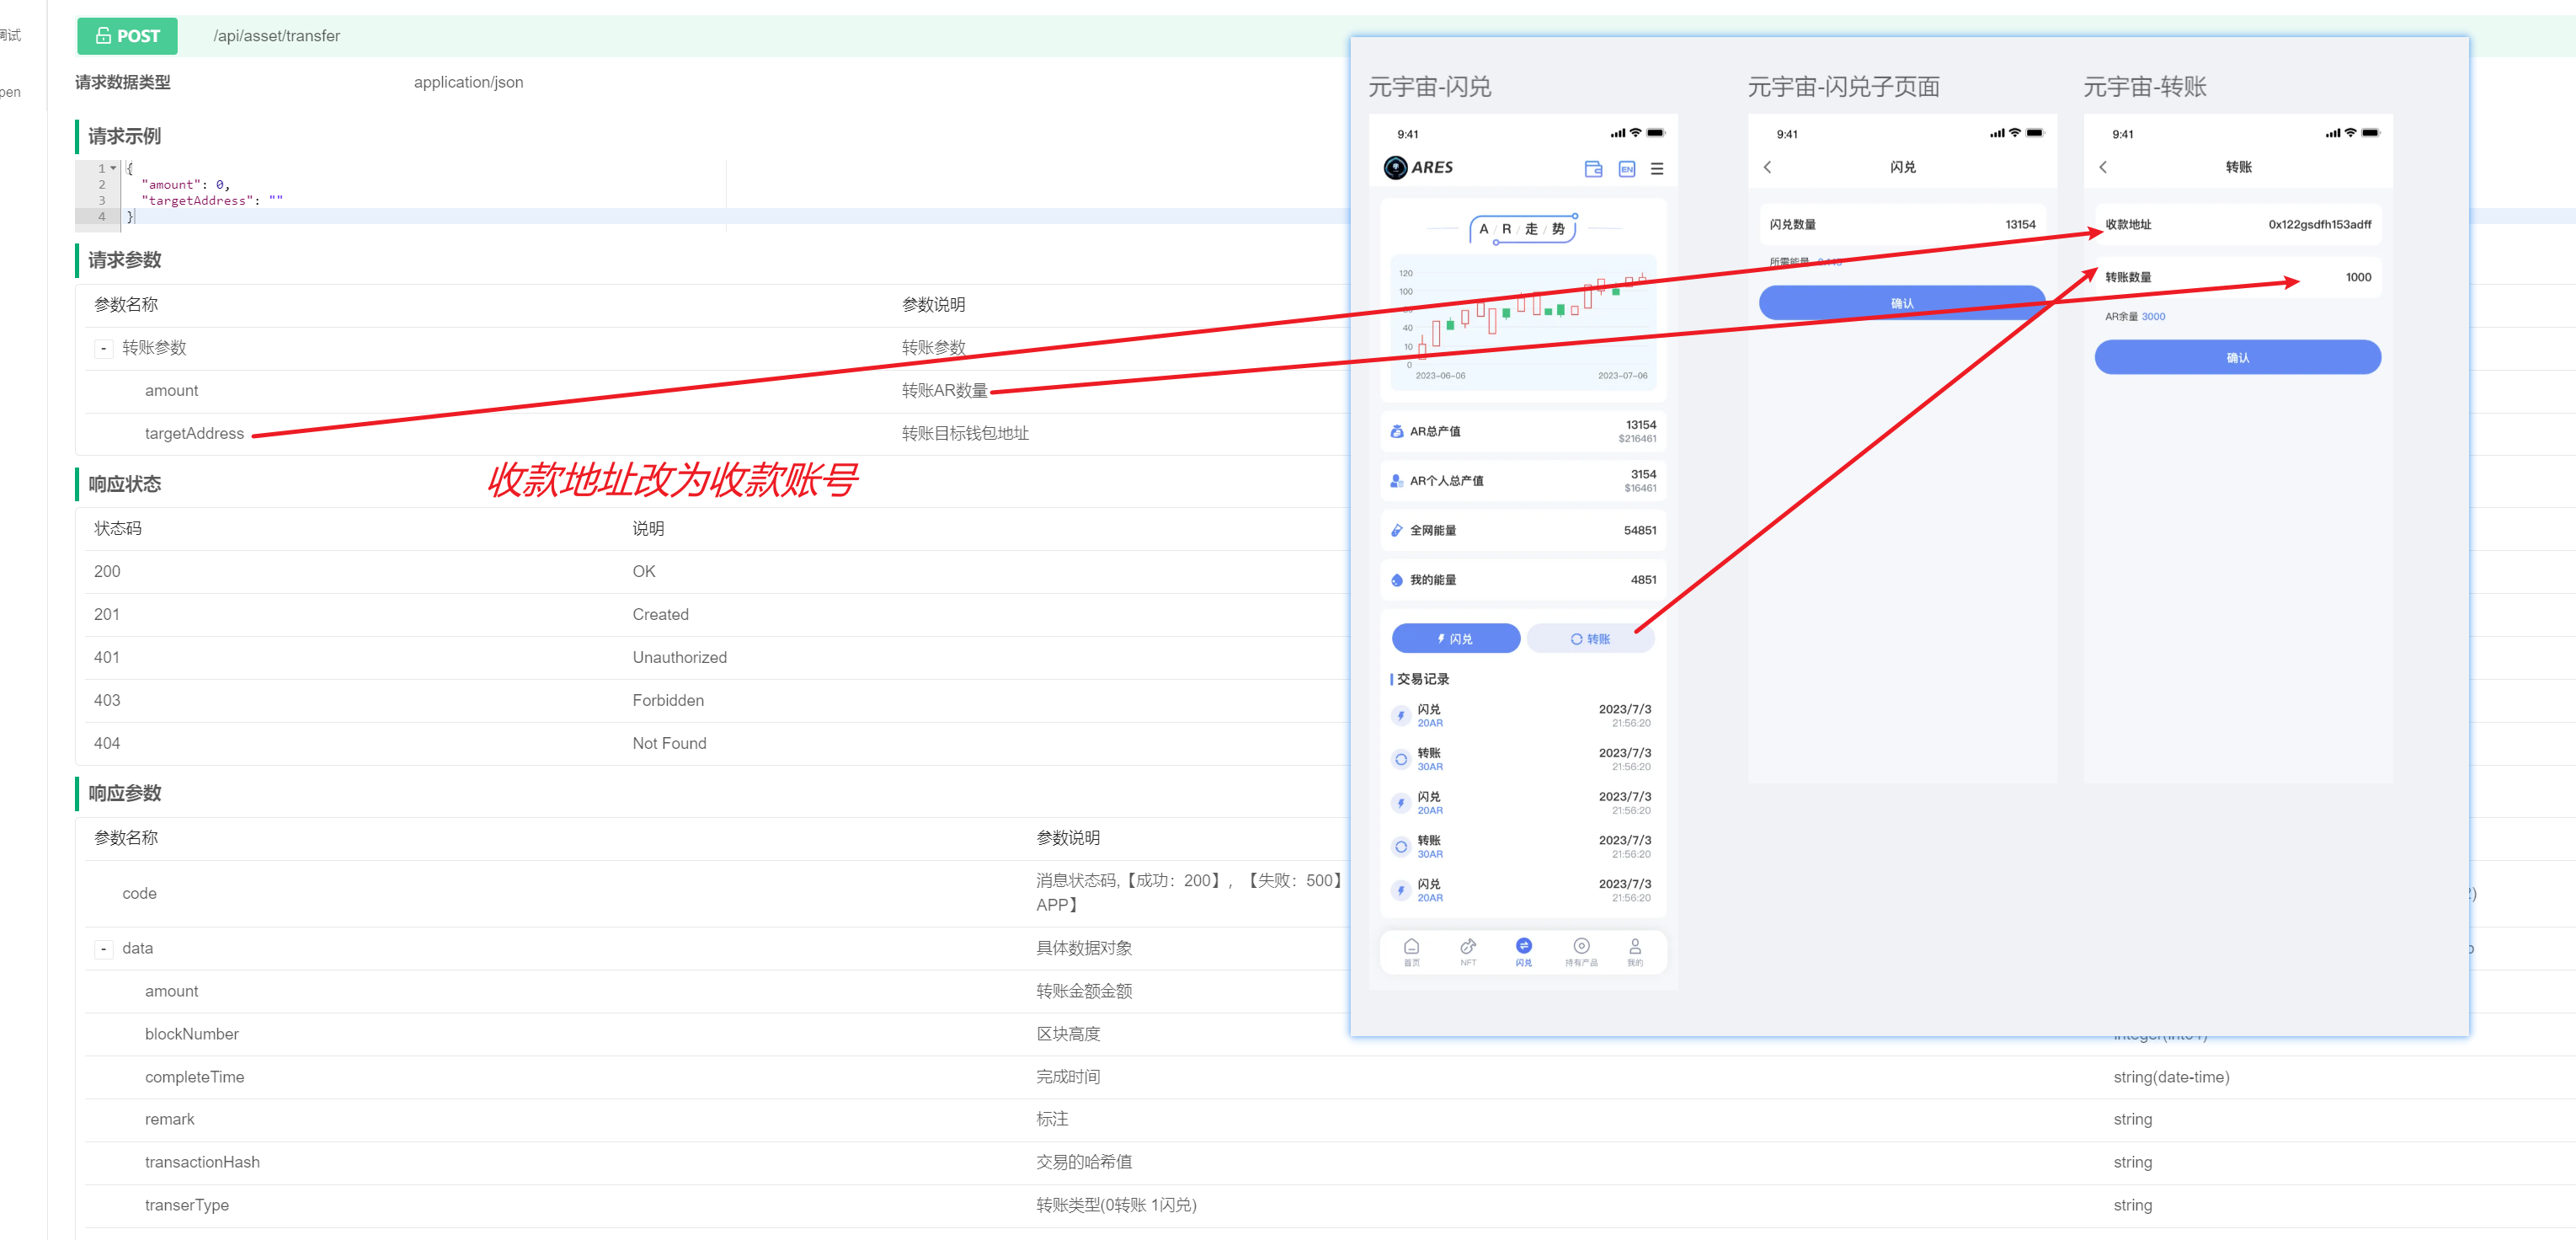 调试
pen
POST /api/asset/transfer
请求数据类型 application/json
请求示例
1 {
2 "amount": 0,
3 "targetAddress": ""
4 }
请求参数
参数名称 参数说明
- 转账参数 转账参数
amount 转账AR数量
targetAddress 转账目标钱包地址
收款地址改为收款账号
响应状态
状态码 说明
200 OK
201 Created
401 Unauthorized
403 Forbidden
404 Not Found
响应参数
参数名称 参数说明
code 消息状态码,【成功：200】，【失败：500】
APP】
- data 具体数据对象
amount 转账金额金额
blockNumber 区块高度
completeTime 完成时间 string(date-time)
remark 标注 string
transactionHash 交易的哈希值 string
transerType 转账类型(0转账 1闪兑) string
元宇宙-闪兑
9:41
ARES EN
A / R / 走 / 势
120
100
40
10
0
2023-06-06 2023-07-06
AR总产值 13154
$216461
AR个人总产值 3154
$16461
全网能量 54851
我的能量 4851
闪兑 转账
交易记录
闪兑 2023/7/3
20AR 21:56:20
转账 2023/7/3
30AR 21:56:20
闪兑 2023/7/3
20AR 21:56:20
转账 2023/7/3
30AR 21:56:20
闪兑 2023/7/3
20AR 21:56:20
首页 NFT 闪兑 持有产品 我的
元宇宙-闪兑子页面
9:41
闪兑
闪兑数量 13154
所需能量
确认
元宇宙-转账
9:41
转账
收款地址 0x122gsdfh153adff
转账数量 1000
AR余量 3000
确认